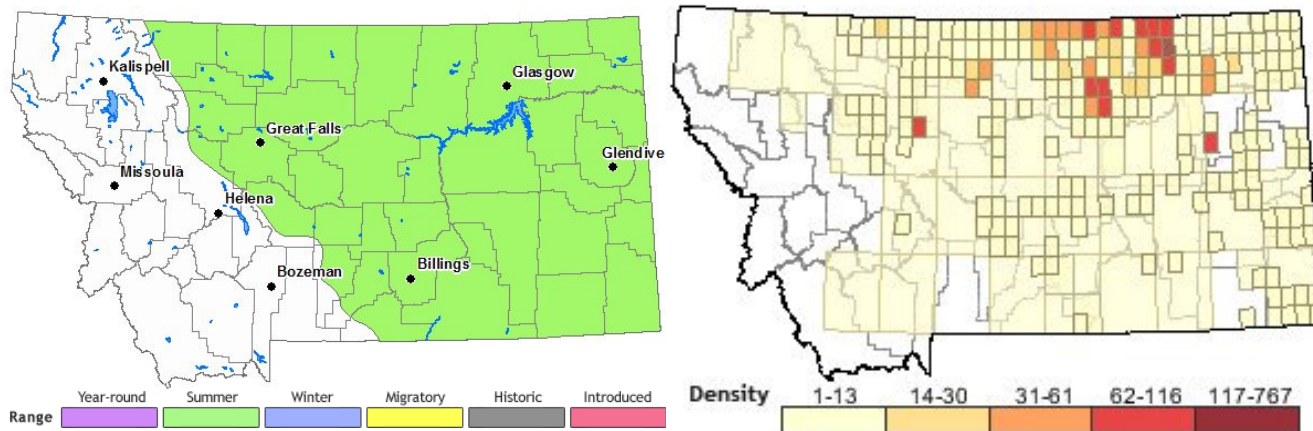 Kalispell
Glasgow
Great Falls
Glendive
Missoula
Helena
Bozeman
Billings
Year-round Summer Winter Migratory Historic Introduced
Range
Density 1-13 14-30 31-61 62-116 117-767